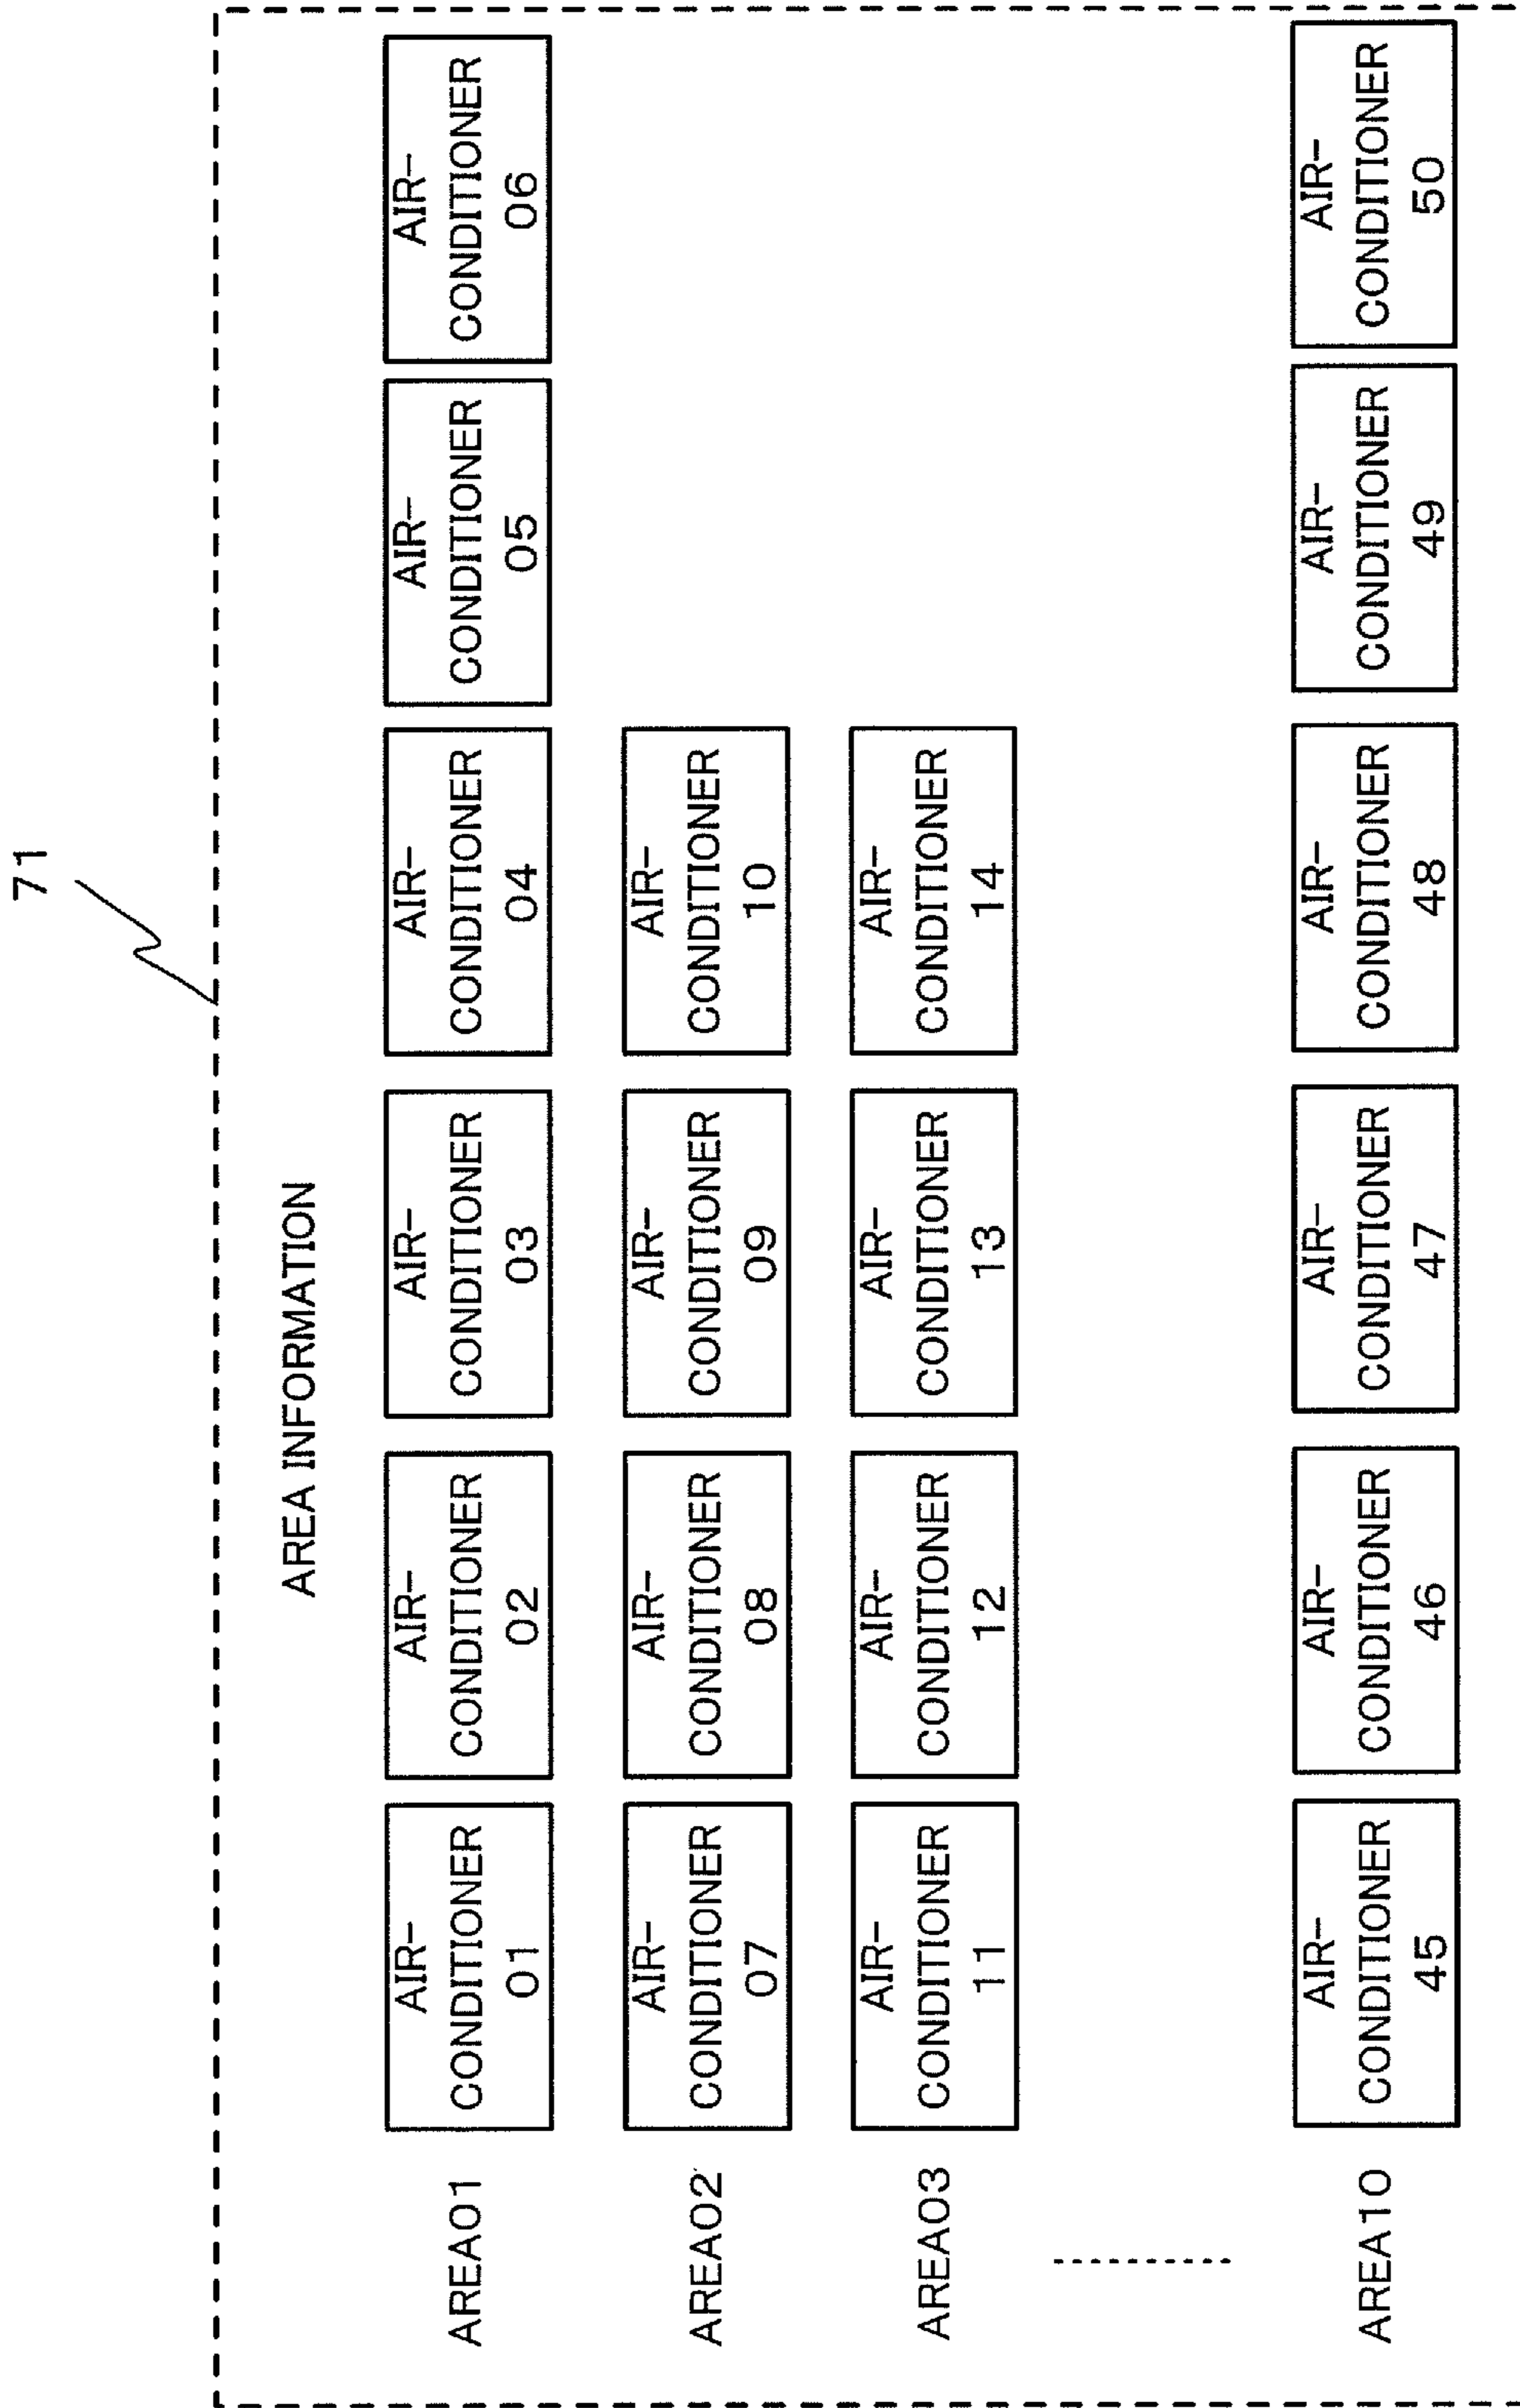 71
AREA INFORMATION
AREA01
AIR-
CONDITIONER
01
AIR-
CONDITIONER
02
AIR-
CONDITIONER
03
AIR-
CONDITIONER
04
AIR-
CONDITIONER
05
AIR-
CONDITIONER
06
AREA02
AIR-
CONDITIONER
07
AIR-
CONDITIONER
08
AIR-
CONDITIONER
09
AIR-
CONDITIONER
10
AREA03
AIR-
CONDITIONER
11
AIR-
CONDITIONER
12
AIR-
CONDITIONER
13
AIR-
CONDITIONER
14
AREA10
AIR-
CONDITIONER
45
AIR-
CONDITIONER
46
AIR-
CONDITIONER
47
AIR-
CONDITIONER
48
AIR-
CONDITIONER
49
AIR-
CONDITIONER
50